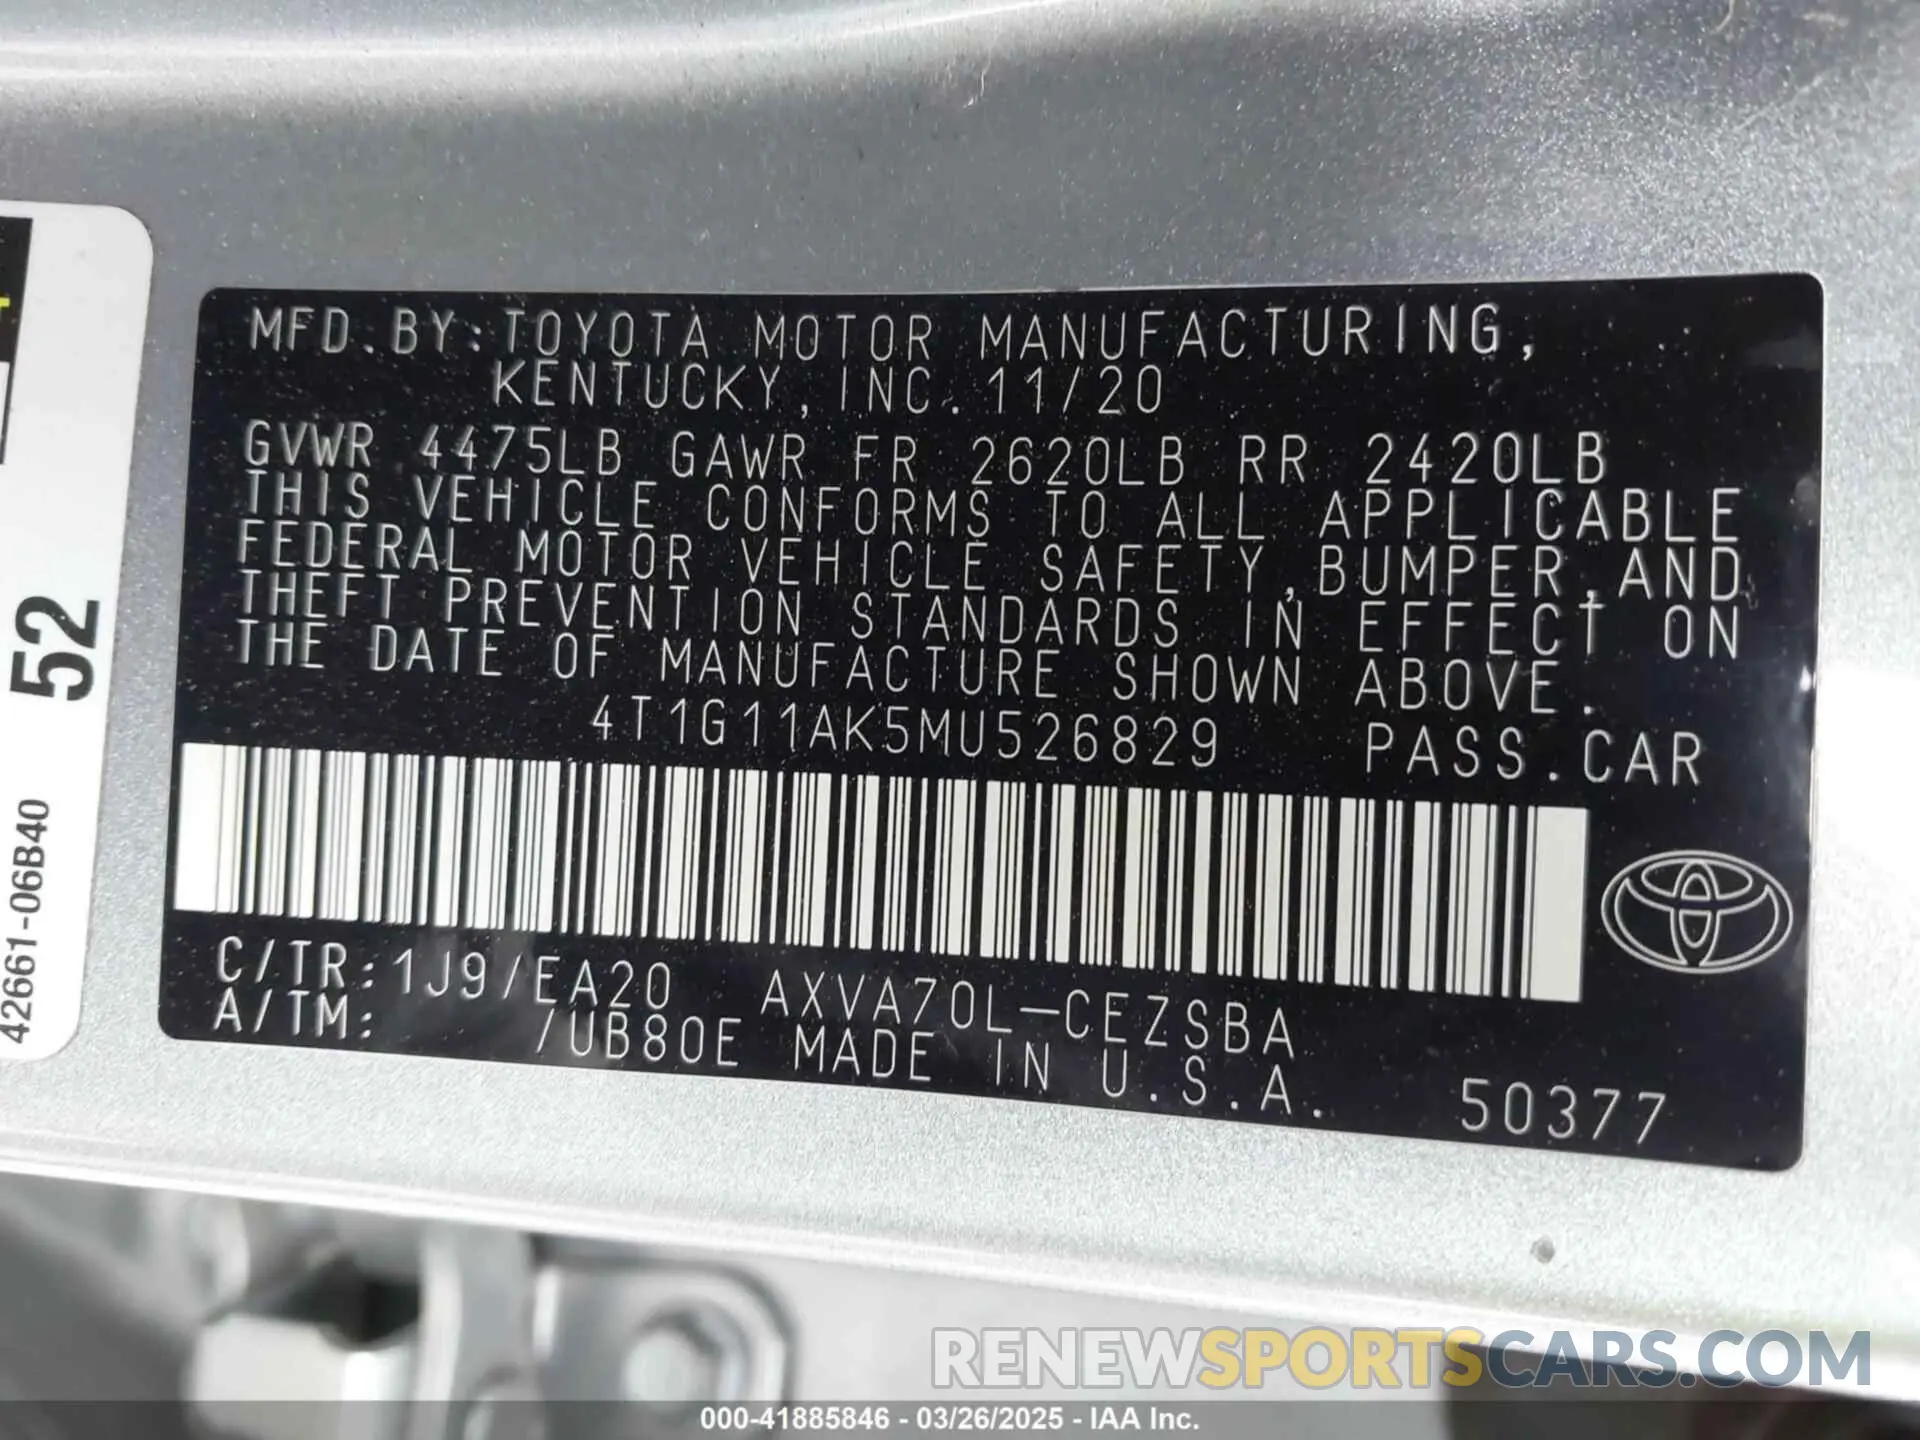 MFD.BY:TOYOTA MOTOR MANUFACTURING,
KENTUCKY,INC.11/20
GVWR 4475LB GAWR FR 2620LB RR 2420LB
THIS VEHICLE CONFORMS TO ALL APPLICABLE
FEDERAL MOTOR VEHICLE SAFETY,BUMPER,AND
THEFT PREVENTION STANDARDS IN EFFECT ON
THE DATE OF MANUFACTURE SHOWN ABOVE.
4T1G11AK5MU526829 PASS.CAR
C/TR:1J9/EA20 AXVA70L-CEZSBA
A/TM: /UB80E MADE IN U.S.A.
50377
52
42661-06B40
RENEWSPORTSCARS.COM
000-41885846 - 03/26/2025 - IAA Inc.